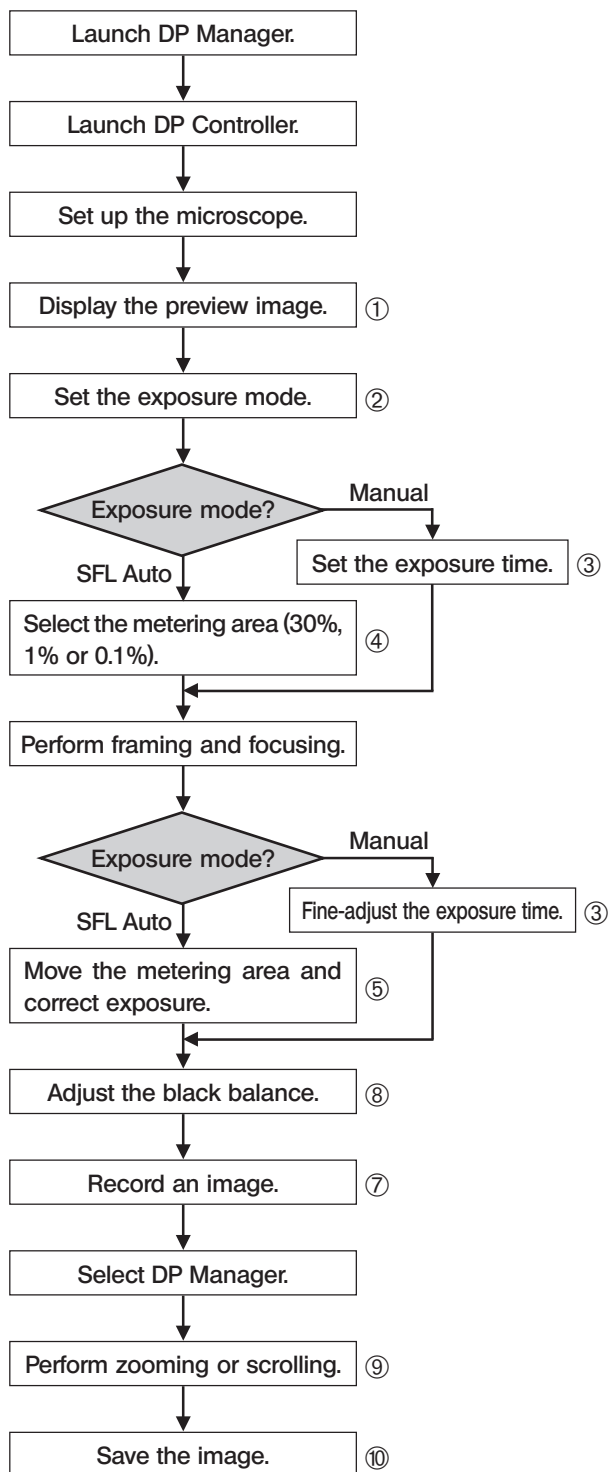 Launch DP Manager.
Launch DP Controller.
Set up the microscope.
Display the preview image. ①
Set the exposure mode. ②
Exposure mode?
Manual
Set the exposure time. ③
SFL Auto
Select the metering area (30%,
1% or 0.1%). ④
Perform framing and focusing.
Exposure mode?
Manual
Fine-adjust the exposure time. ③
SFL Auto
Move the metering area and
correct exposure. ⑤
Adjust the black balance. ⑧
Record an image. ⑦
Select DP Manager.
Perform zooming or scrolling. ⑨
Save the image. ⑩